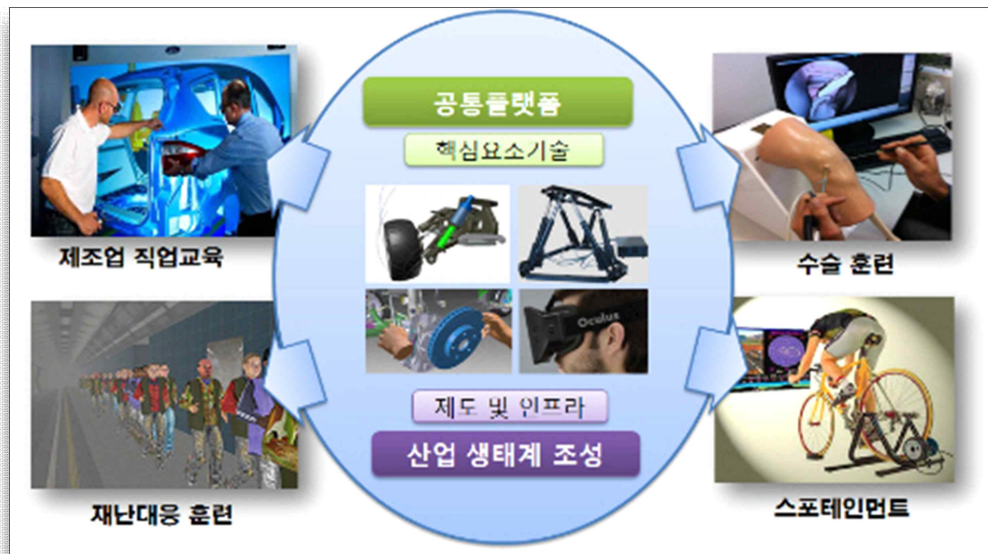 공통플랫폼
핵심요소기술
제조업 직업교육
수술 훈련
Oculus
제도 및 인프라
산업 생태계 조성
재난대응 훈련
스포테인먼트